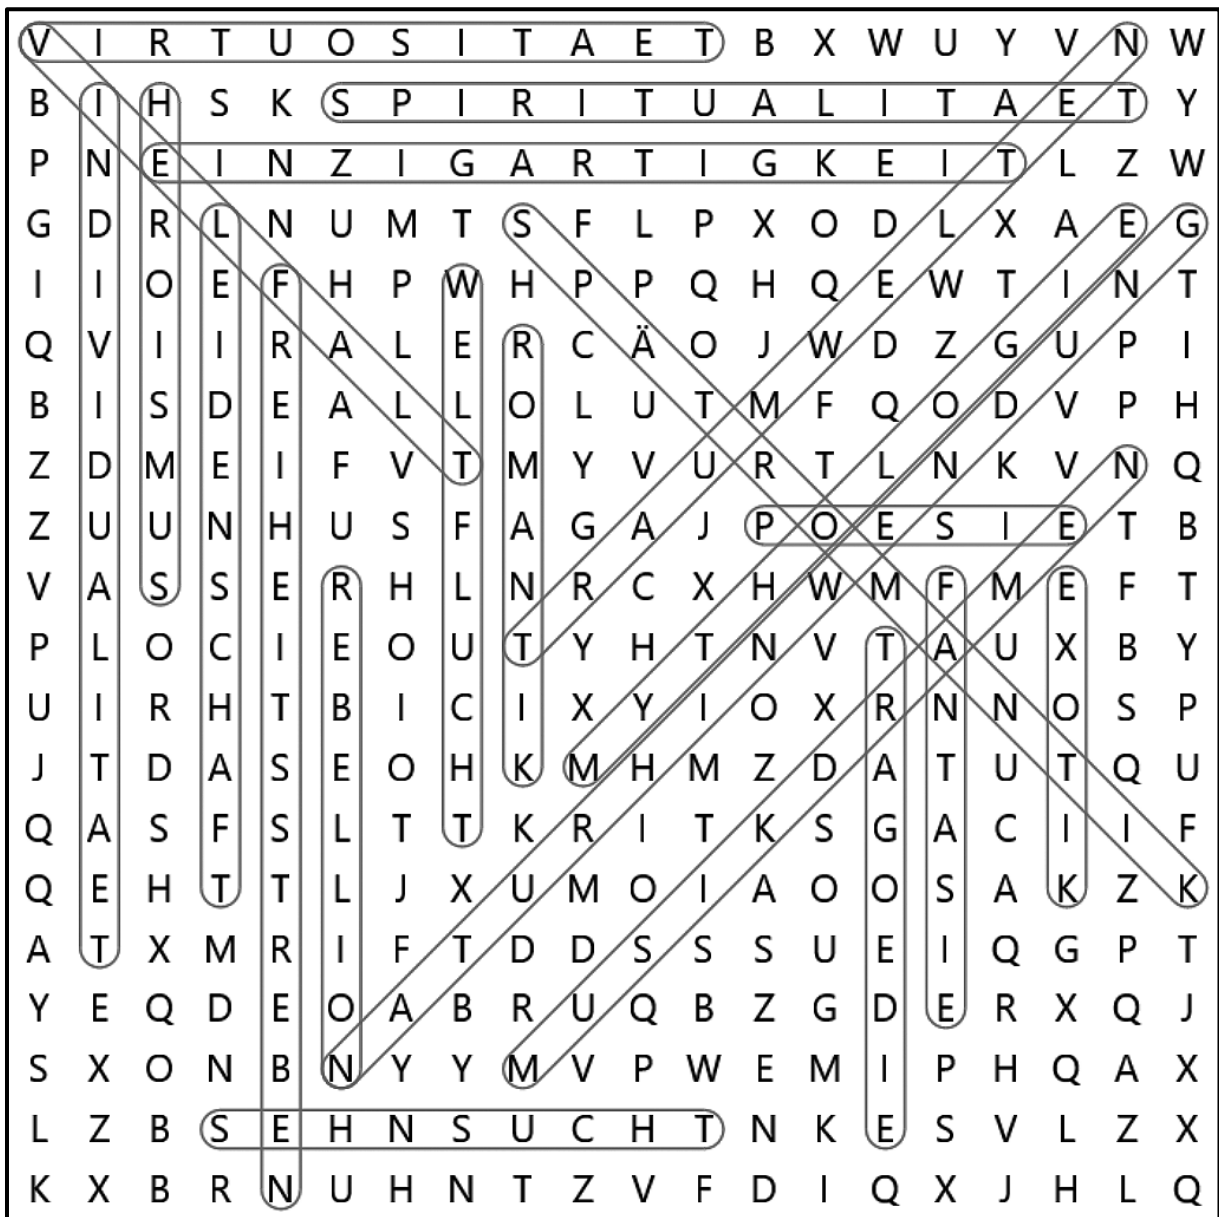 V I R T U O S I T A E T B X W U Y V N W
B I H S K S P I R I T U A L I T A E T Y
P N E I N Z I G A R T I G K E I T L Z W
G D R L N U M T S F L P X O D L X A E G
I I O E F H P W H P P Q H Q E W T I N T
Q V I I R A L E R C Ä O J W D Z G U P I
B I S D E A L L O L U T M F Q O D V P H
Z D M E I F V T M Y V U R T L N K V N Q
Z U U N H U S F A G A J P O E S I E T B
V A S S E R H L N R C X H W M F M E F T
P L O C I E O U T Y H T N V T A U X B Y
U I R H T B I C I X Y I O X R N N O S P
J T D A S E O H K M H M Z D A T U T Q U
Q A S F S L T T K R I T K S G A C I I F
Q E H T T L J X U M O I A O O S A K Z K
A T X M R I F T D D S S S U E I Q G P T
Y E Q D E O A B R U Q B Z G D E R X Q J
S X O N B N Y Y M V P W E M I P H Q A X
L Z B S E H N S U C H T N K E S V L Z X
K X B R N U H N T Z V F D I Q X J H L Q